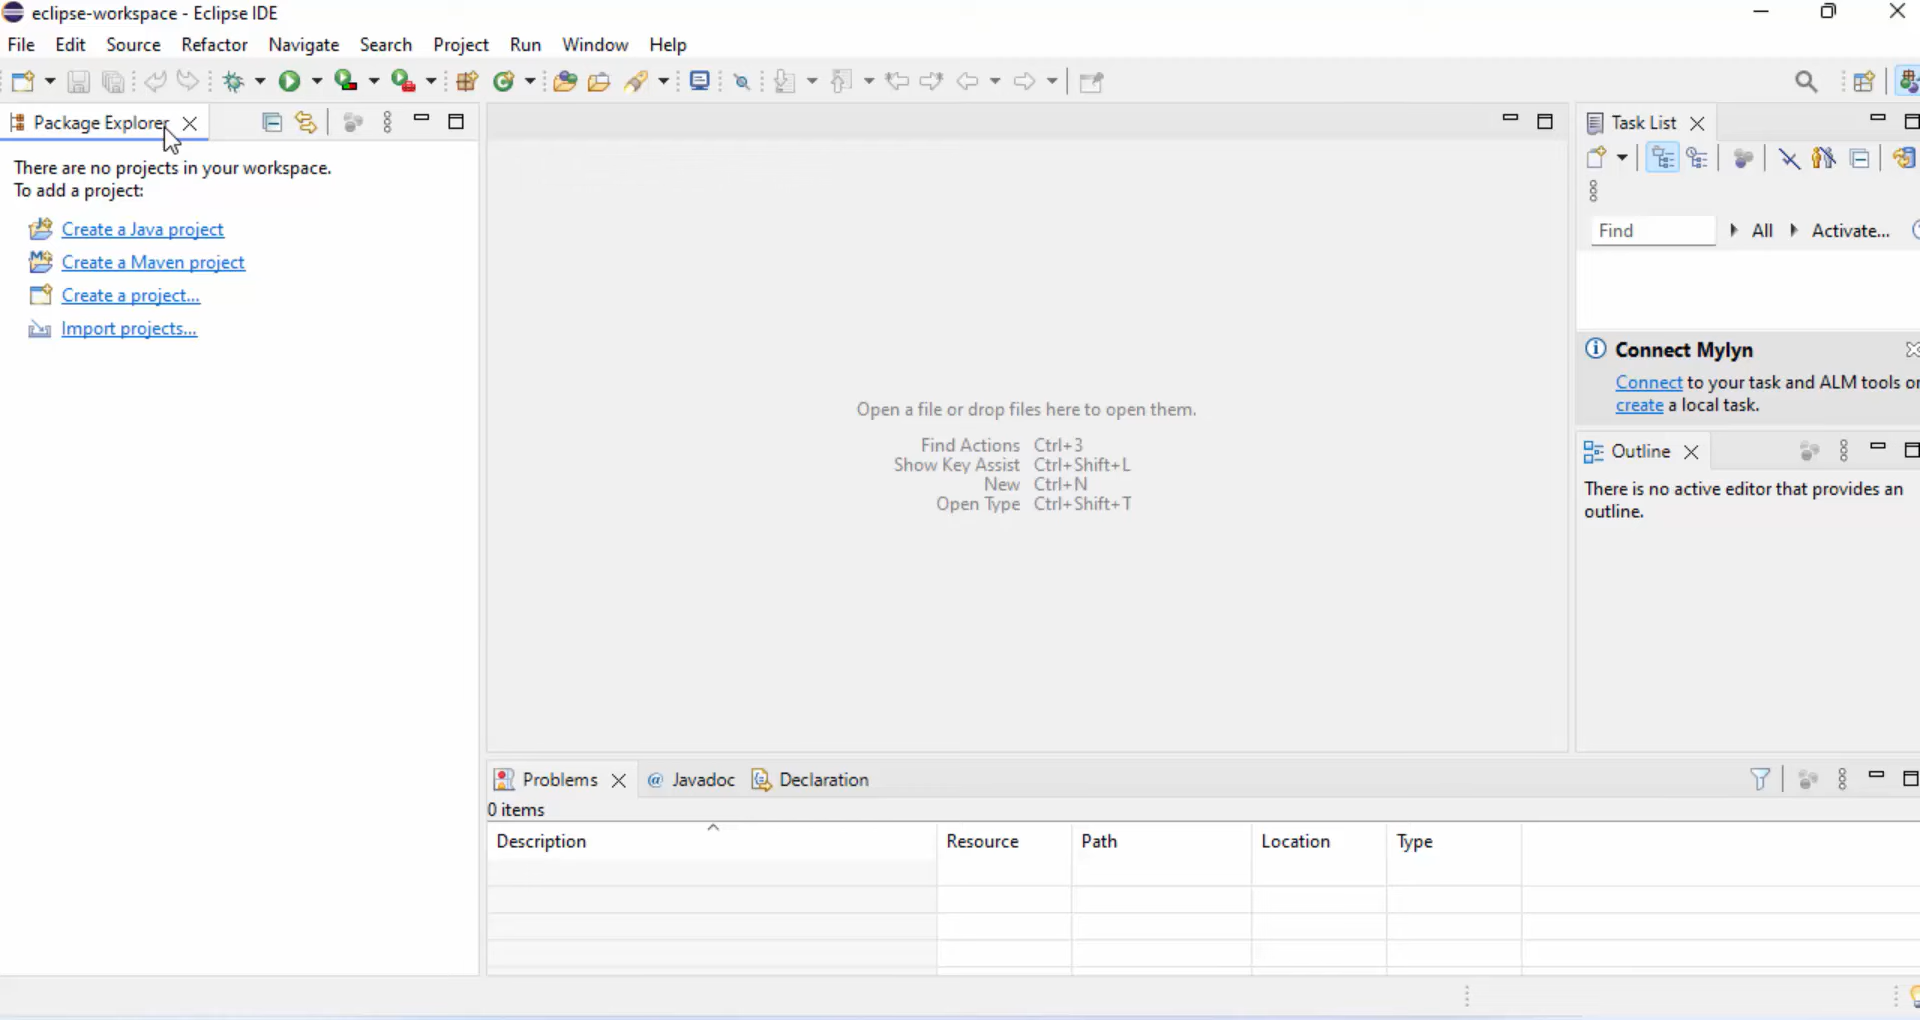 eclipse-workspace - Eclipse IDE
File Edit Source Refactor Navigate Search Project Run Window Help
Package Explorer
There are no projects in your workspace.
To add a project:
Create a Java project
Create a Maven project
Create a project...
Import projects...
Open a file or drop files here to open them.
Find Actions Ctrl+3
Show Key Assist Ctrl+Shift+L
New Ctrl+N
Open Type Ctrl+Shift+T
Task List
Find All Activate...
Connect Mylyn
Connect to your task and ALM tools or
create a local task.
Outline
There is no active editor that provides an
outline.
Problems @ Javadoc Declaration
0 items
Description Resource Path Location Type